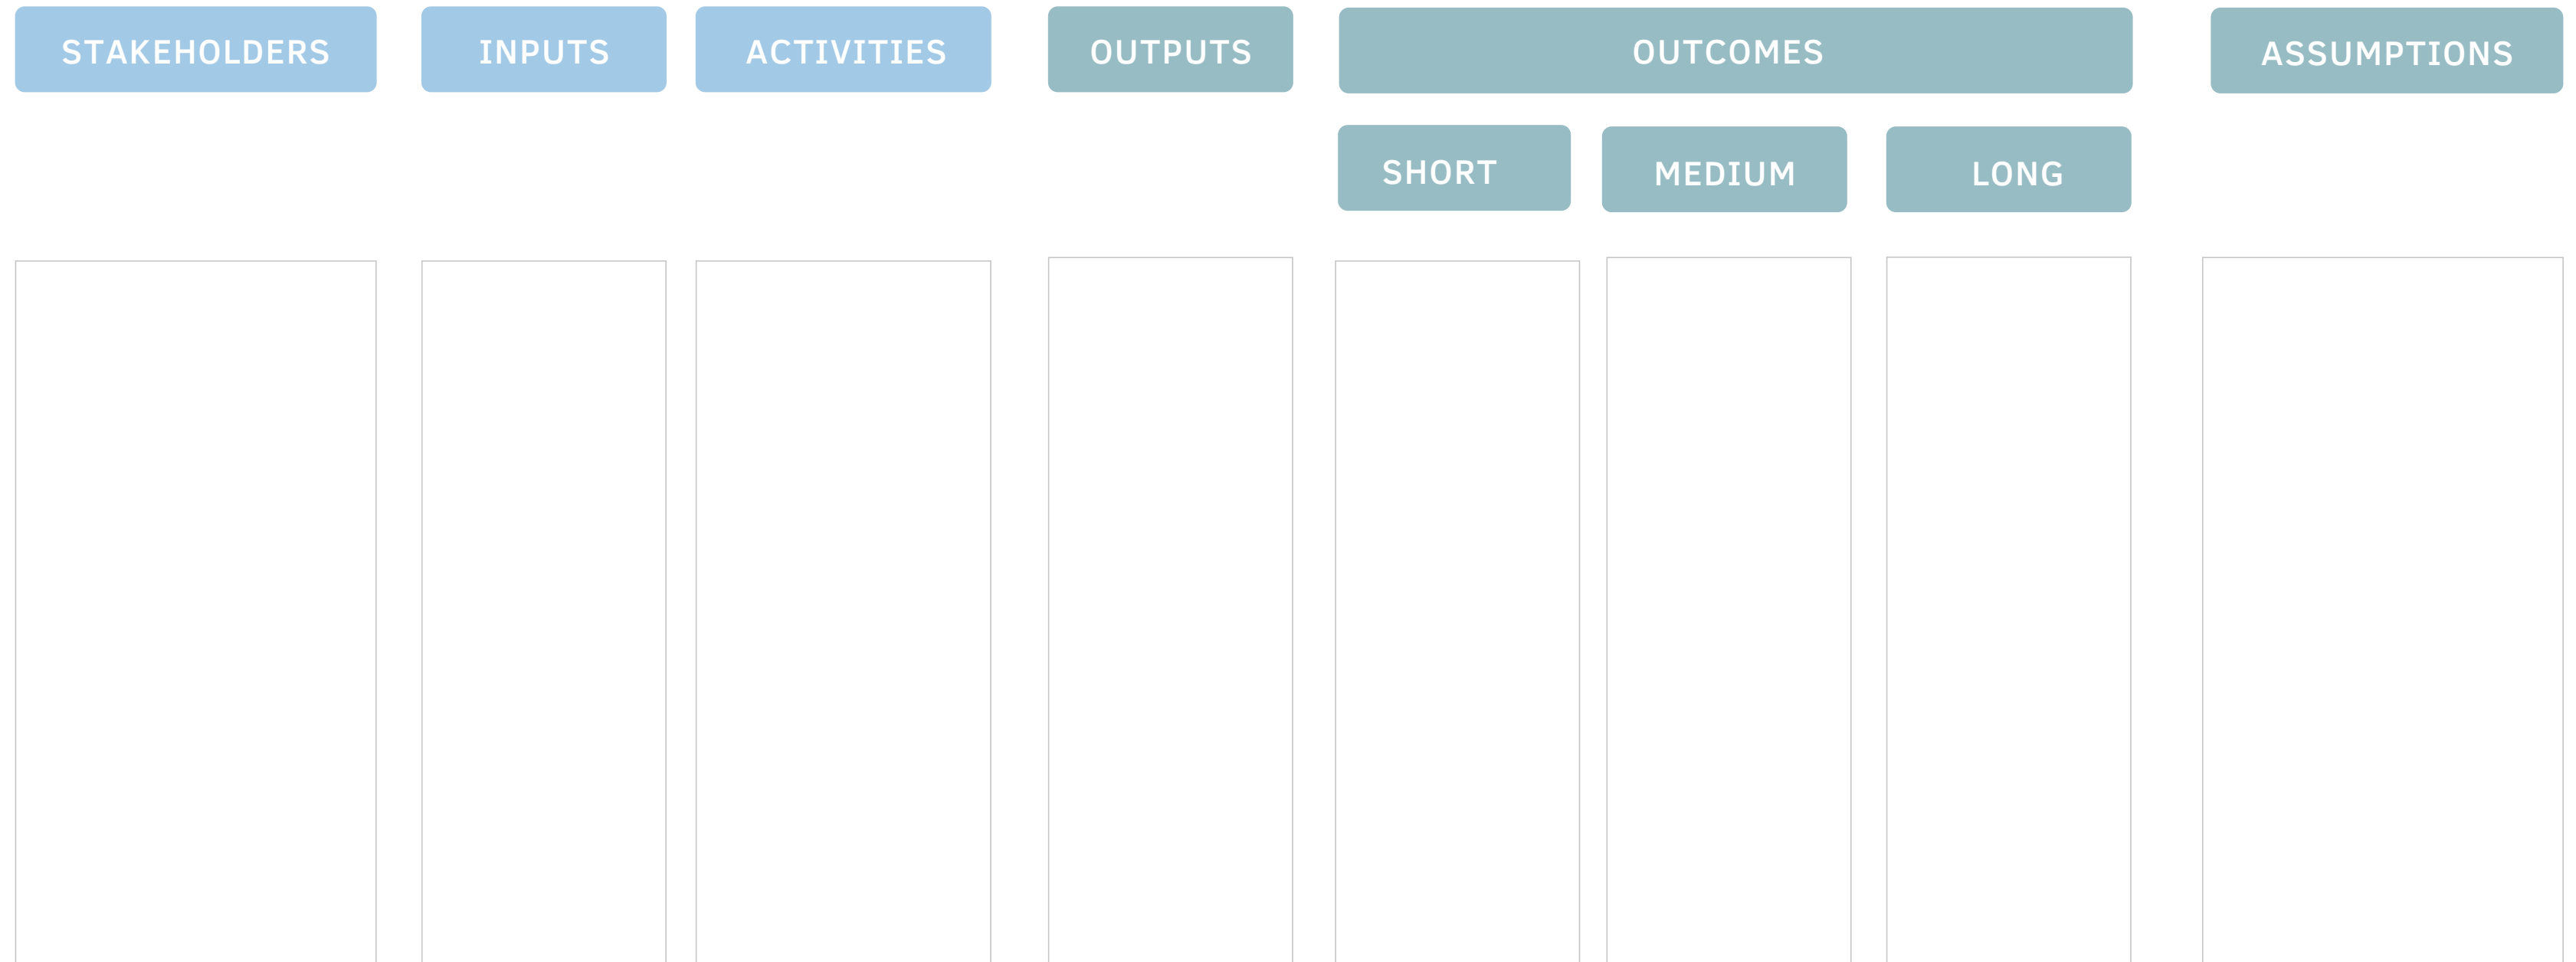 STAKEHOLDERS
INPUTS
ACTIVITIES
OUTPUTS
OUTCOMES
ASSUMPTIONS
SHORT
MEDIUM
LONG